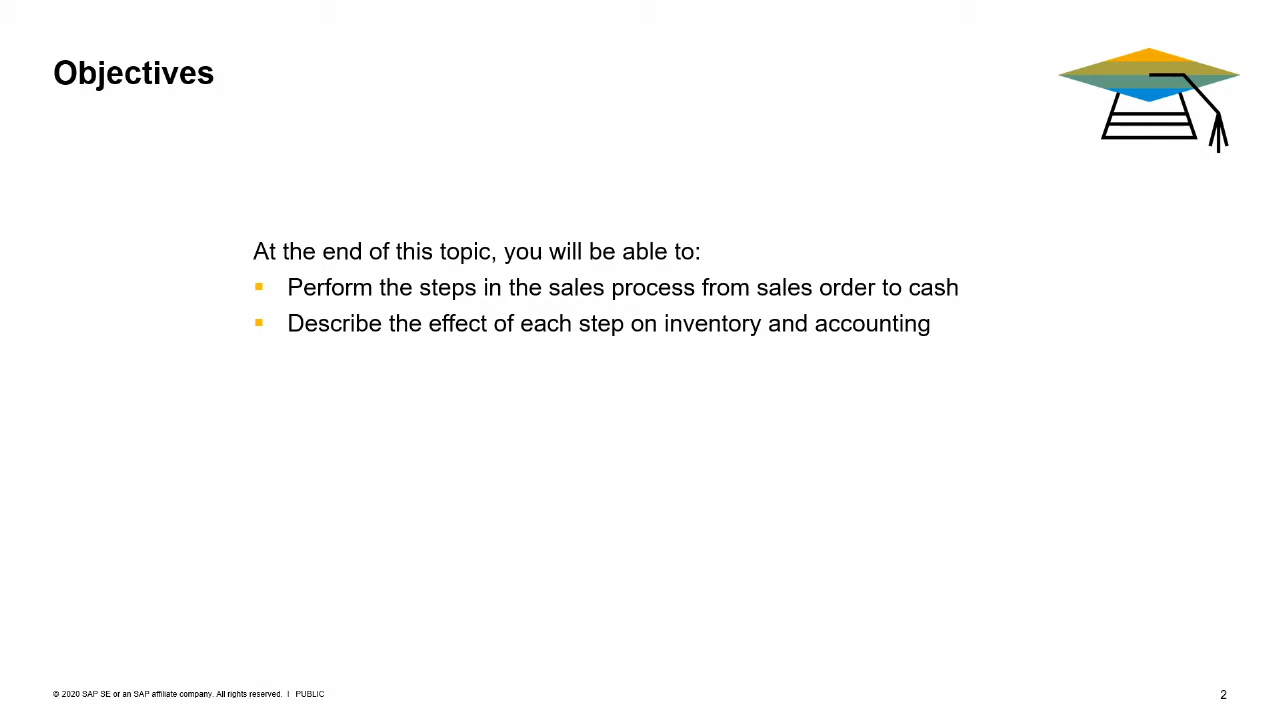 Objectives
At the end of this topic, you will be able to:
▪ Perform the steps in the sales process from sales order to cash
▪ Describe the effect of each step on inventory and accounting
© 2020 SAP SE or an SAP affiliate company. All rights reserved. I PUBLIC
2